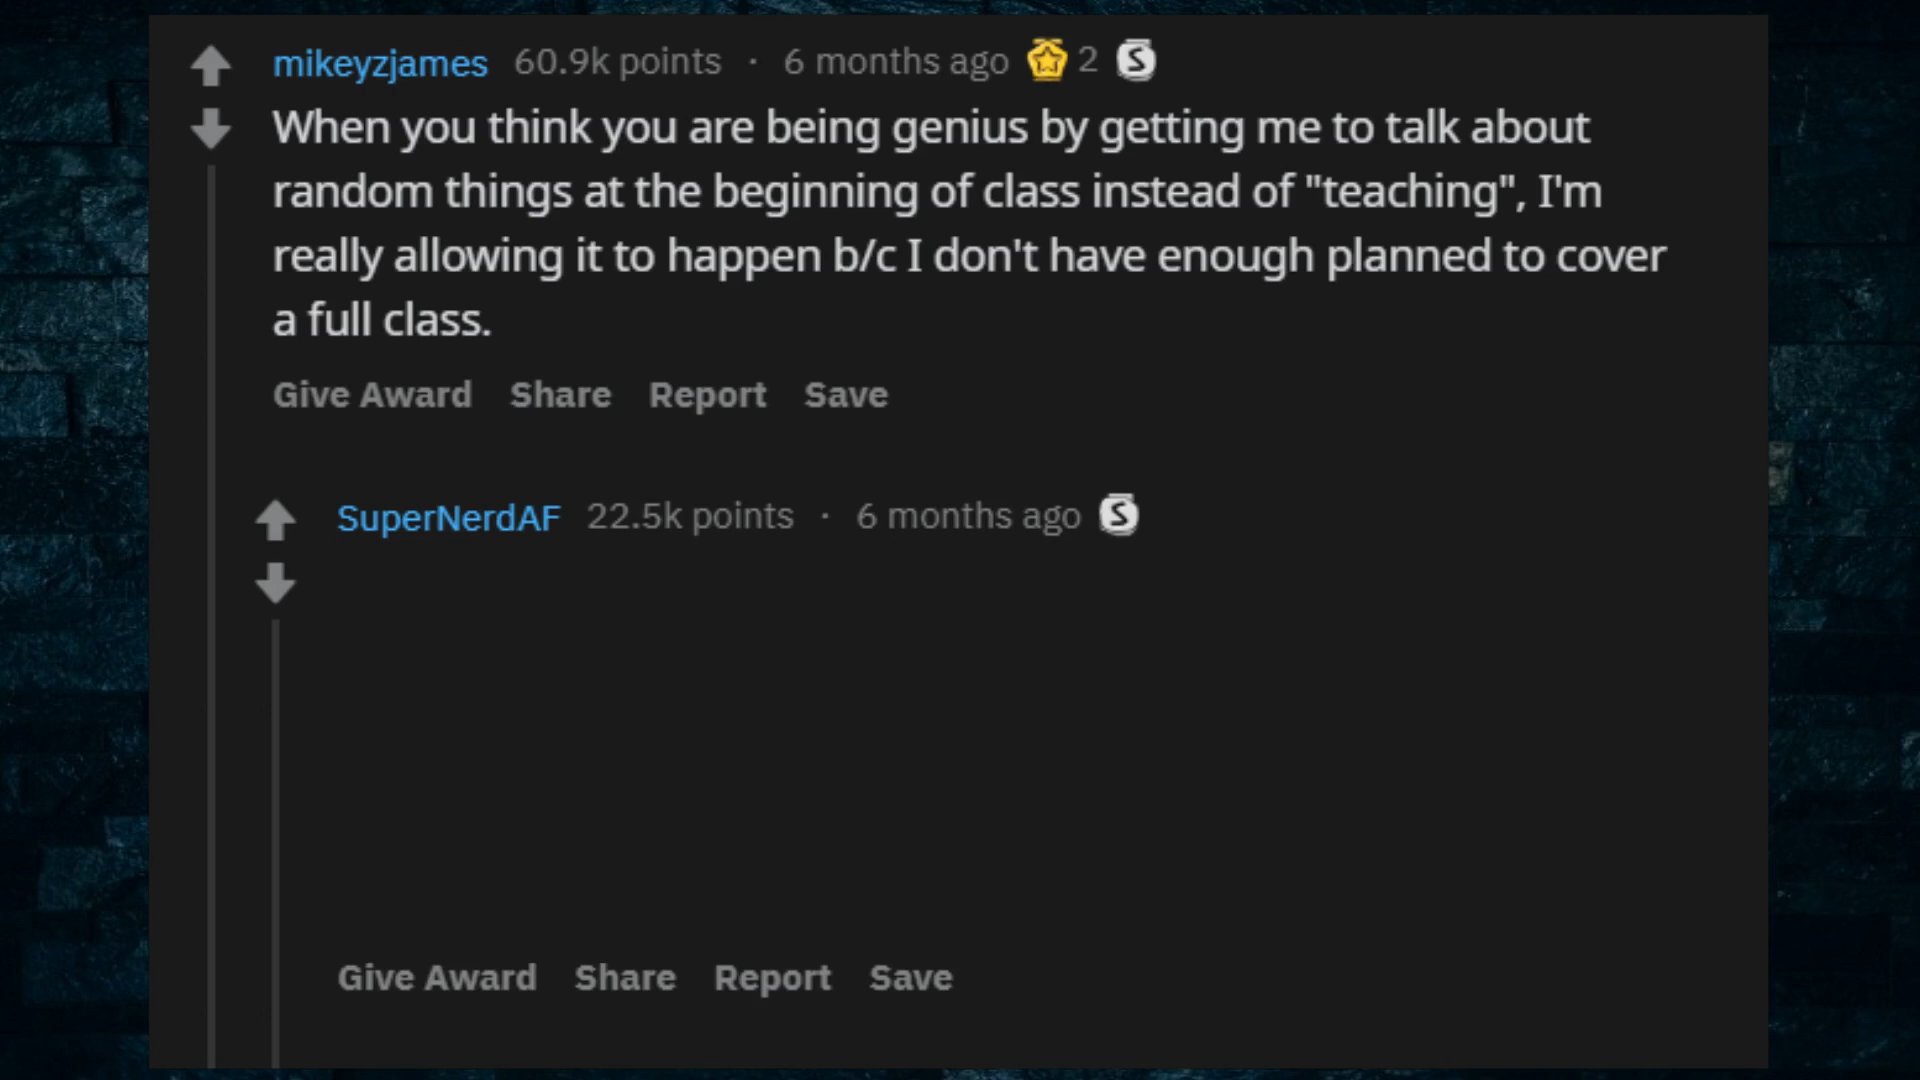 mikeyzjames 60.9k points · 6 months ago 2 S
When you think you are being genius by getting me to talk about
random things at the beginning of class instead of "teaching", I'm
really allowing it to happen b/c I don't have enough planned to cover
a full class.
Give Award Share Report Save
SuperNerdAF 22.5k points · 6 months ago S
Give Award Share Report Save